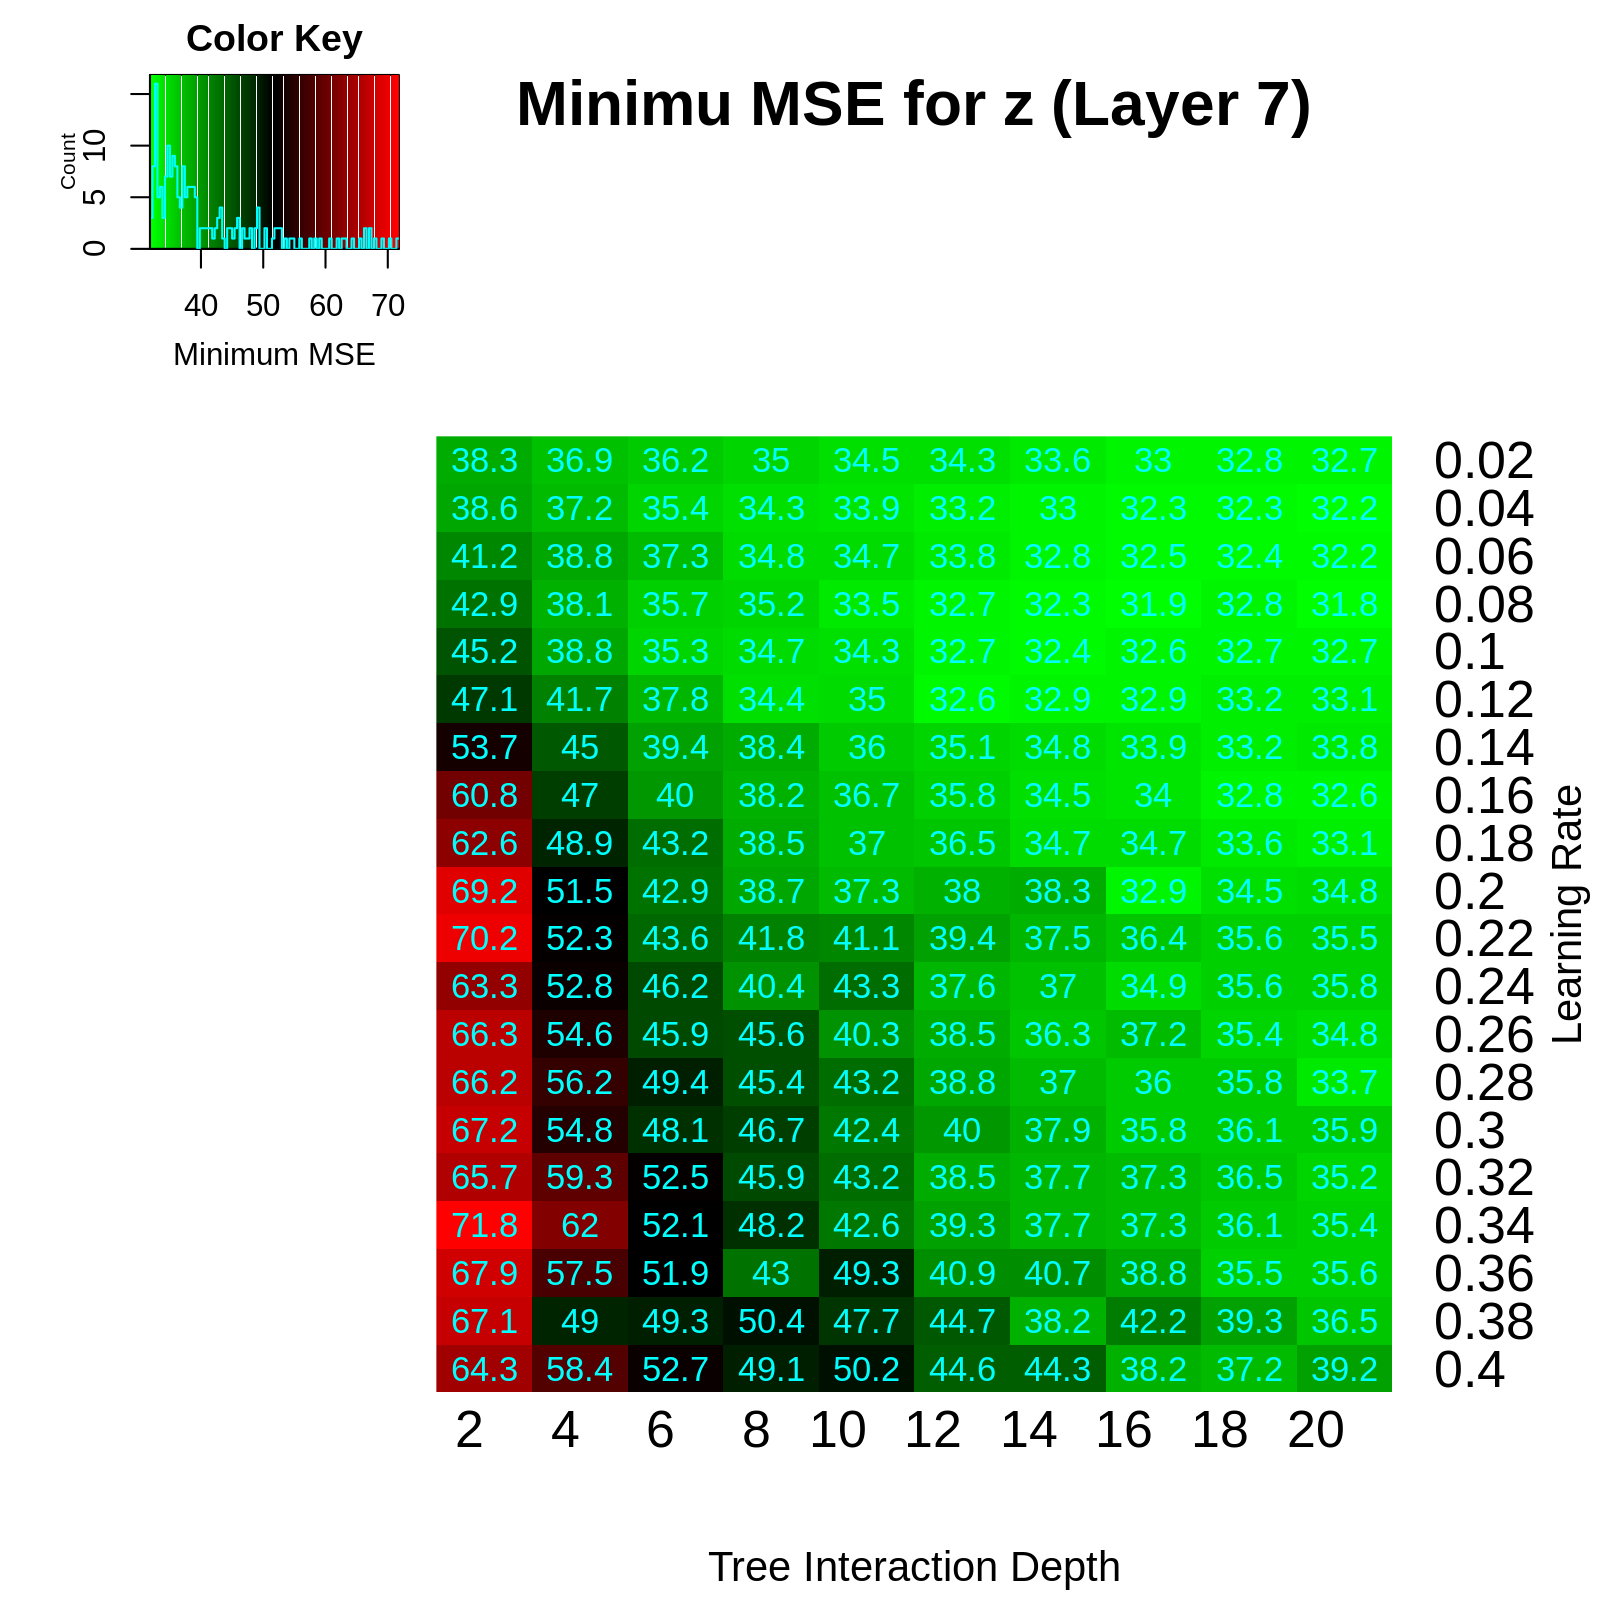 Color Key
Minimu MSE for z (Layer 7)
Count
0 5 10
40 50 60 70
Minimum MSE
38.3 36.9 36.2 35 34.5 34.3 33.6 33 32.8 32.7 0.02
38.6 37.2 35.4 34.3 33.9 33.2 33 32.3 32.3 32.2 0.04
41.2 38.8 37.3 34.8 34.7 33.8 32.8 32.5 32.4 32.2 0.06
42.9 38.1 35.7 35.2 33.5 32.7 32.3 31.9 32.8 31.8 0.08
45.2 38.8 35.3 34.7 34.3 32.7 32.4 32.6 32.7 32.7 0.1
47.1 41.7 37.8 34.4 35 32.6 32.9 32.9 33.2 33.1 0.12
53.7 45 39.4 38.4 36 35.1 34.8 33.9 33.2 33.8 0.14
60.8 47 40 38.2 36.7 35.8 34.5 34 32.8 32.6 0.16
62.6 48.9 43.2 38.5 37 36.5 34.7 34.7 33.6 33.1 0.18
69.2 51.5 42.9 38.7 37.3 38 38.3 32.9 34.5 34.8 0.2
70.2 52.3 43.6 41.8 41.1 39.4 37.5 36.4 35.6 35.5 0.22
63.3 52.8 46.2 40.4 43.3 37.6 37 34.9 35.6 35.8 0.24
66.3 54.6 45.9 45.6 40.3 38.5 36.3 37.2 35.4 34.8 0.26
66.2 56.2 49.4 45.4 43.2 38.8 37 36 35.8 33.7 0.28
67.2 54.8 48.1 46.7 42.4 40 37.9 35.8 36.1 35.9 0.3
65.7 59.3 52.5 45.9 43.2 38.5 37.7 37.3 36.5 35.2 0.32
71.8 62 52.1 48.2 42.6 39.3 37.7 37.3 36.1 35.4 0.34
67.9 57.5 51.9 43 49.3 40.9 40.7 38.8 35.5 35.6 0.36
67.1 49 49.3 50.4 47.7 44.7 38.2 42.2 39.3 36.5 0.38
64.3 58.4 52.7 49.1 50.2 44.6 44.3 38.2 37.2 39.2 0.4
Learning Rate
2 4 6 8 10 12 14 16 18 20
Tree Interaction Depth